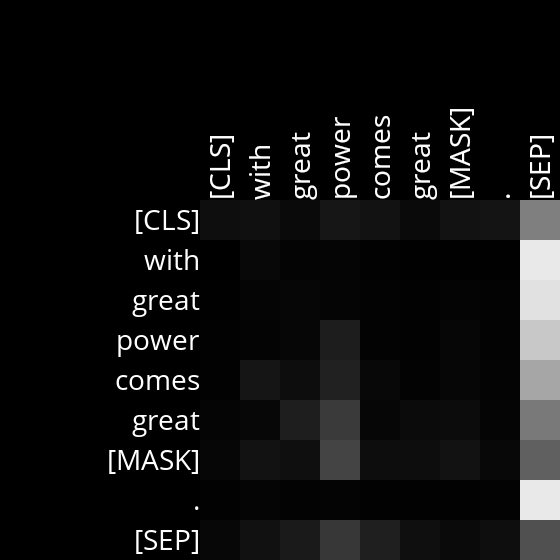 [CLS] with great power comes great [MASK] . [SEP]
[CLS]
with
great
power
comes
great
[MASK]
.
[SEP]